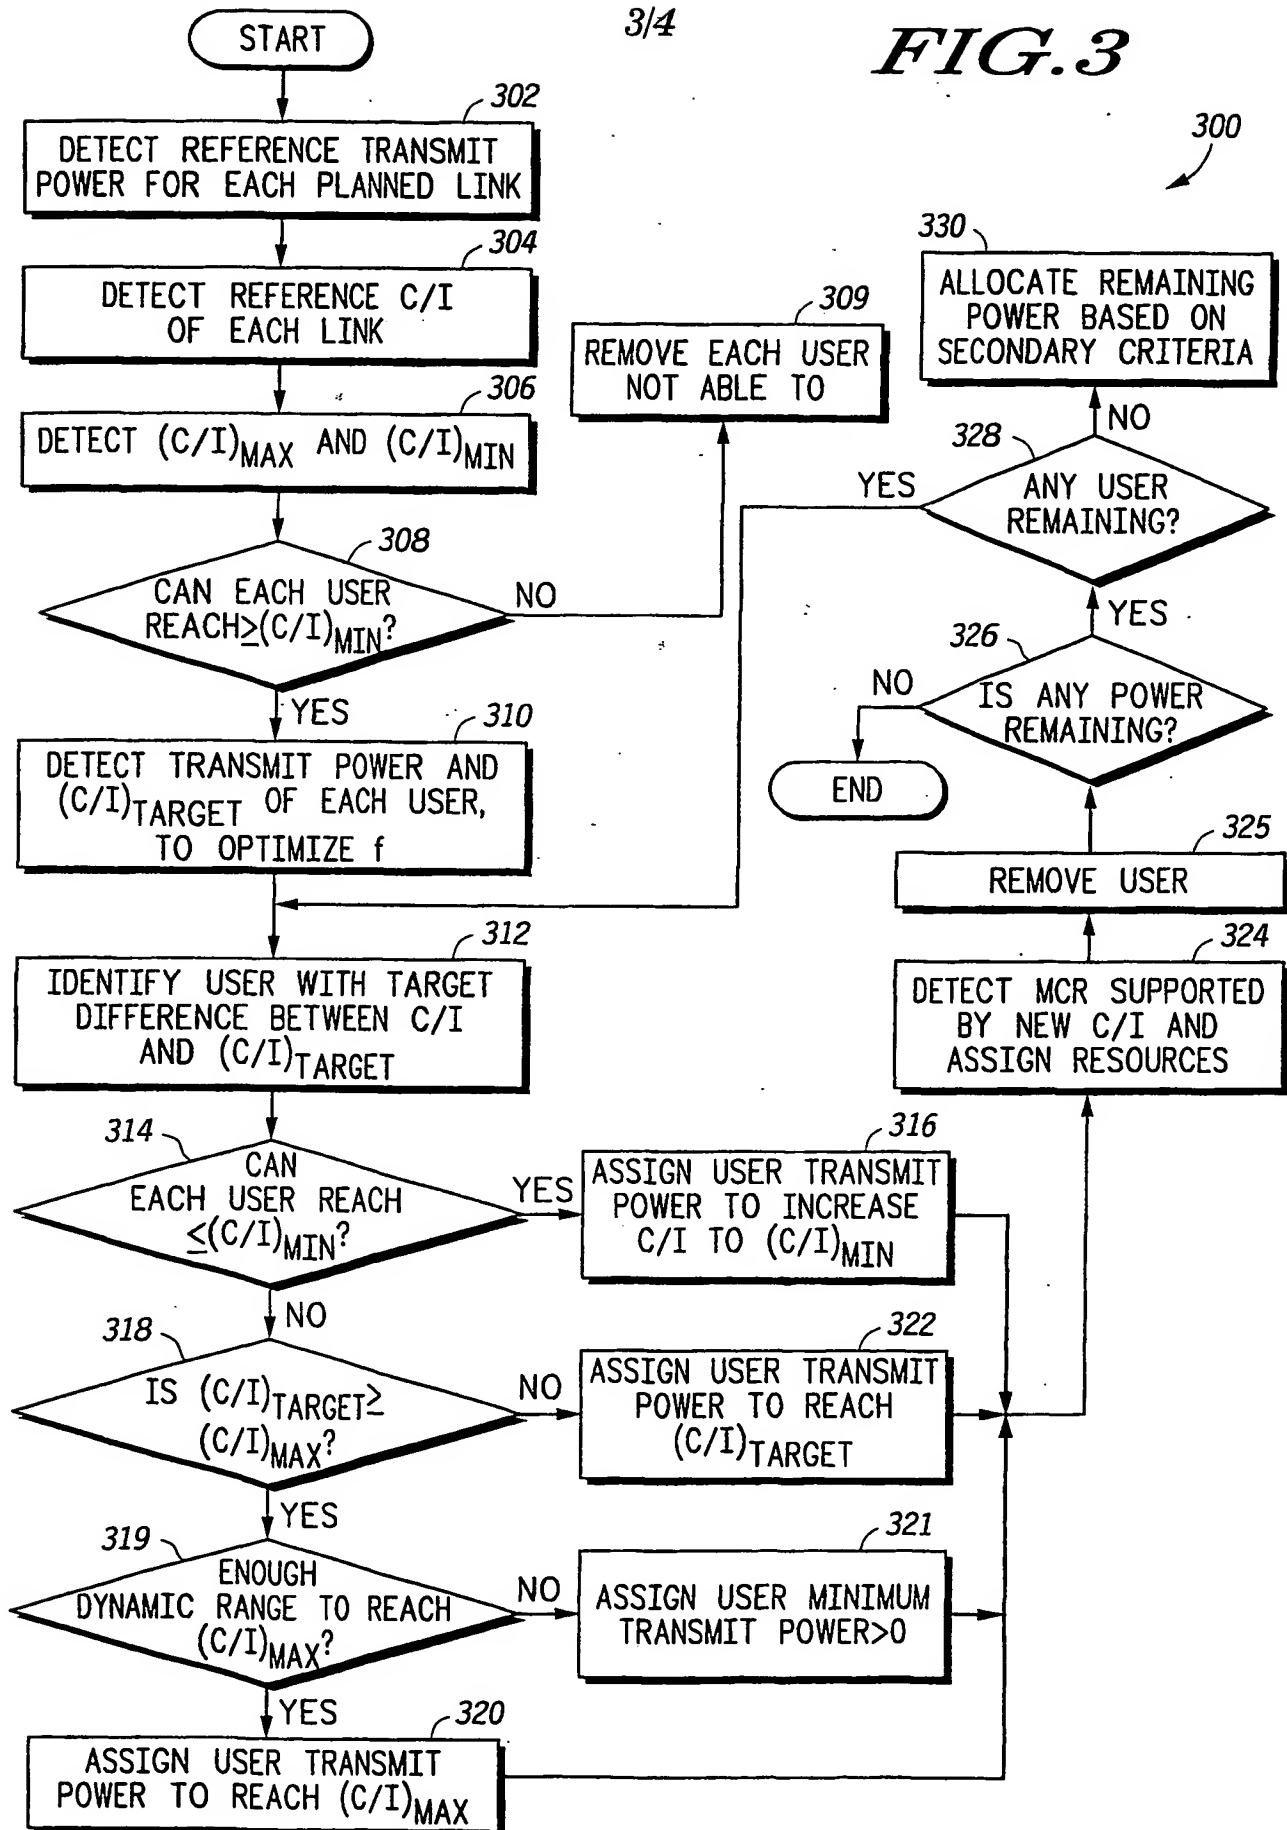 3/4
FIG.3
300
START
302
DETECT REFERENCE TRANSMIT
POWER FOR EACH PLANNED LINK
304
DETECT REFERENCE C/I
OF EACH LINK
306
DETECT (C/I)MAX AND (C/I)MIN
308
CAN EACH USER
REACH≥(C/I)MIN?
NO
309
REMOVE EACH USER
NOT ABLE TO
YES
310
DETECT TRANSMIT POWER AND
(C/I)TARGET OF EACH USER,
TO OPTIMIZE f
312
IDENTIFY USER WITH TARGET
DIFFERENCE BETWEEN C/I
AND (C/I)TARGET
314
CAN
EACH USER REACH
≤(C/I)MIN?
YES
316
ASSIGN USER TRANSMIT
POWER TO INCREASE
C/I TO (C/I)MIN
NO
318
IS (C/I)TARGET≥
(C/I)MAX?
NO
322
ASSIGN USER TRANSMIT
POWER TO REACH
(C/I)TARGET
YES
319
ENOUGH
DYNAMIC RANGE TO REACH
(C/I)MAX?
NO
321
ASSIGN USER MINIMUM
TRANSMIT POWER>0
YES
320
ASSIGN USER TRANSMIT
POWER TO REACH (C/I)MAX
324
DETECT MCR SUPPORTED
BY NEW C/I AND
ASSIGN RESOURCES
325
REMOVE USER
326
IS ANY POWER
REMAINING?
NO
END
YES
328
ANY USER
REMAINING?
YES
NO
330
ALLOCATE REMAINING
POWER BASED ON
SECONDARY CRITERIA